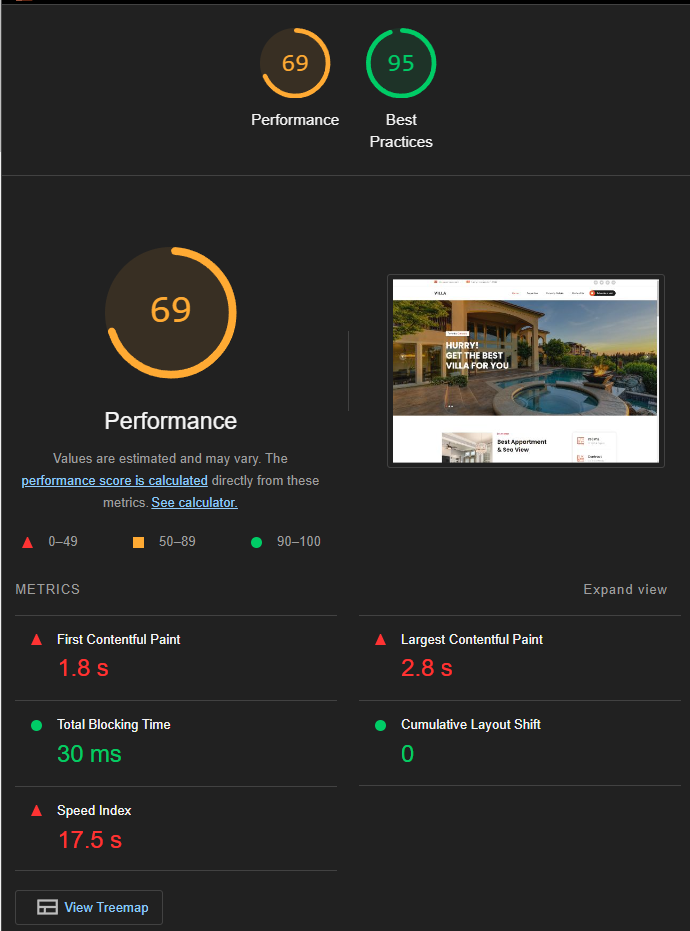 69
95
Performance
Best
Practices
69
Performance
Values are estimated and may vary. The
performance score is calculated directly from these
metrics. See calculator.
0–49
50–89
90–100
VILLA
HURRY!
GET THE BEST
VILLA FOR YOU
Best Appartment
& Sea View
METRICS
Expand view
First Contentful Paint
1.8 s
Largest Contentful Paint
2.8 s
Total Blocking Time
30 ms
Cumulative Layout Shift
0
Speed Index
17.5 s
View Treemap